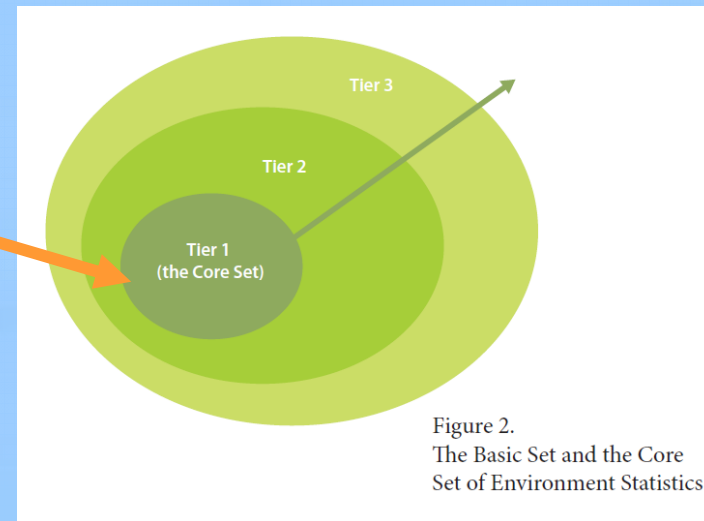 Tier 3
Tier 2
Tier 1
(the Core Set)
Figure 2.
The Basic Set and the Core
Set of Environment Statistics